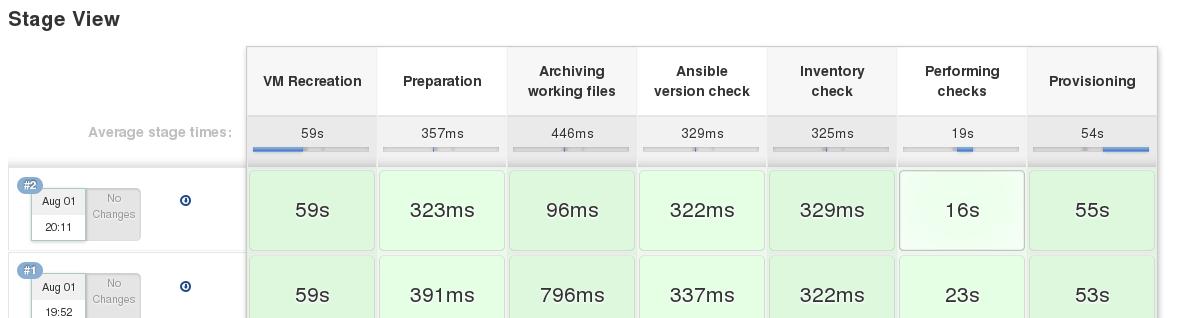 Stage View
VM Recreation
Preparation
Archiving
working files
Ansible
version check
Inventory
check
Performing
checks
Provisioning
Average stage times:
59s
357ms
446ms
329ms
325ms
19s
54s
#2
Aug 01
20:11
No
Changes
59s
323ms
96ms
322ms
329ms
16s
55s
#1
Aug 01
19:52
No
Changes
59s
391ms
796ms
337ms
322ms
23s
53s